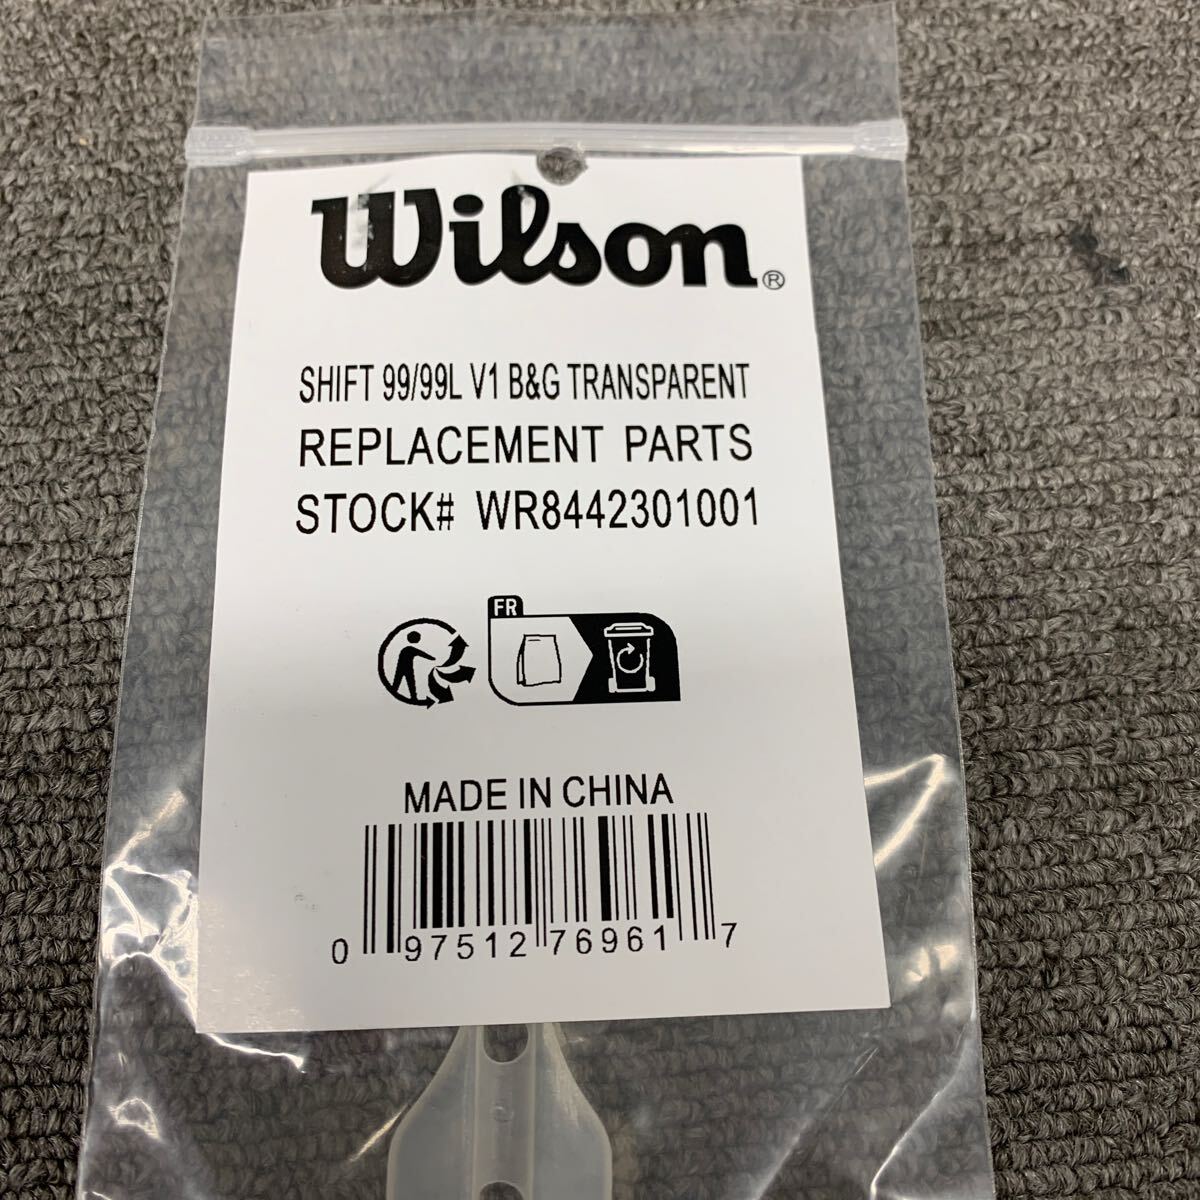 Wilson®
SHIFT 99/99L V1 B&G TRANSPARENT
REPLACEMENT PARTS
STOCK# WR8442301001
FR
MADE IN CHINA
0 97512 76961 7